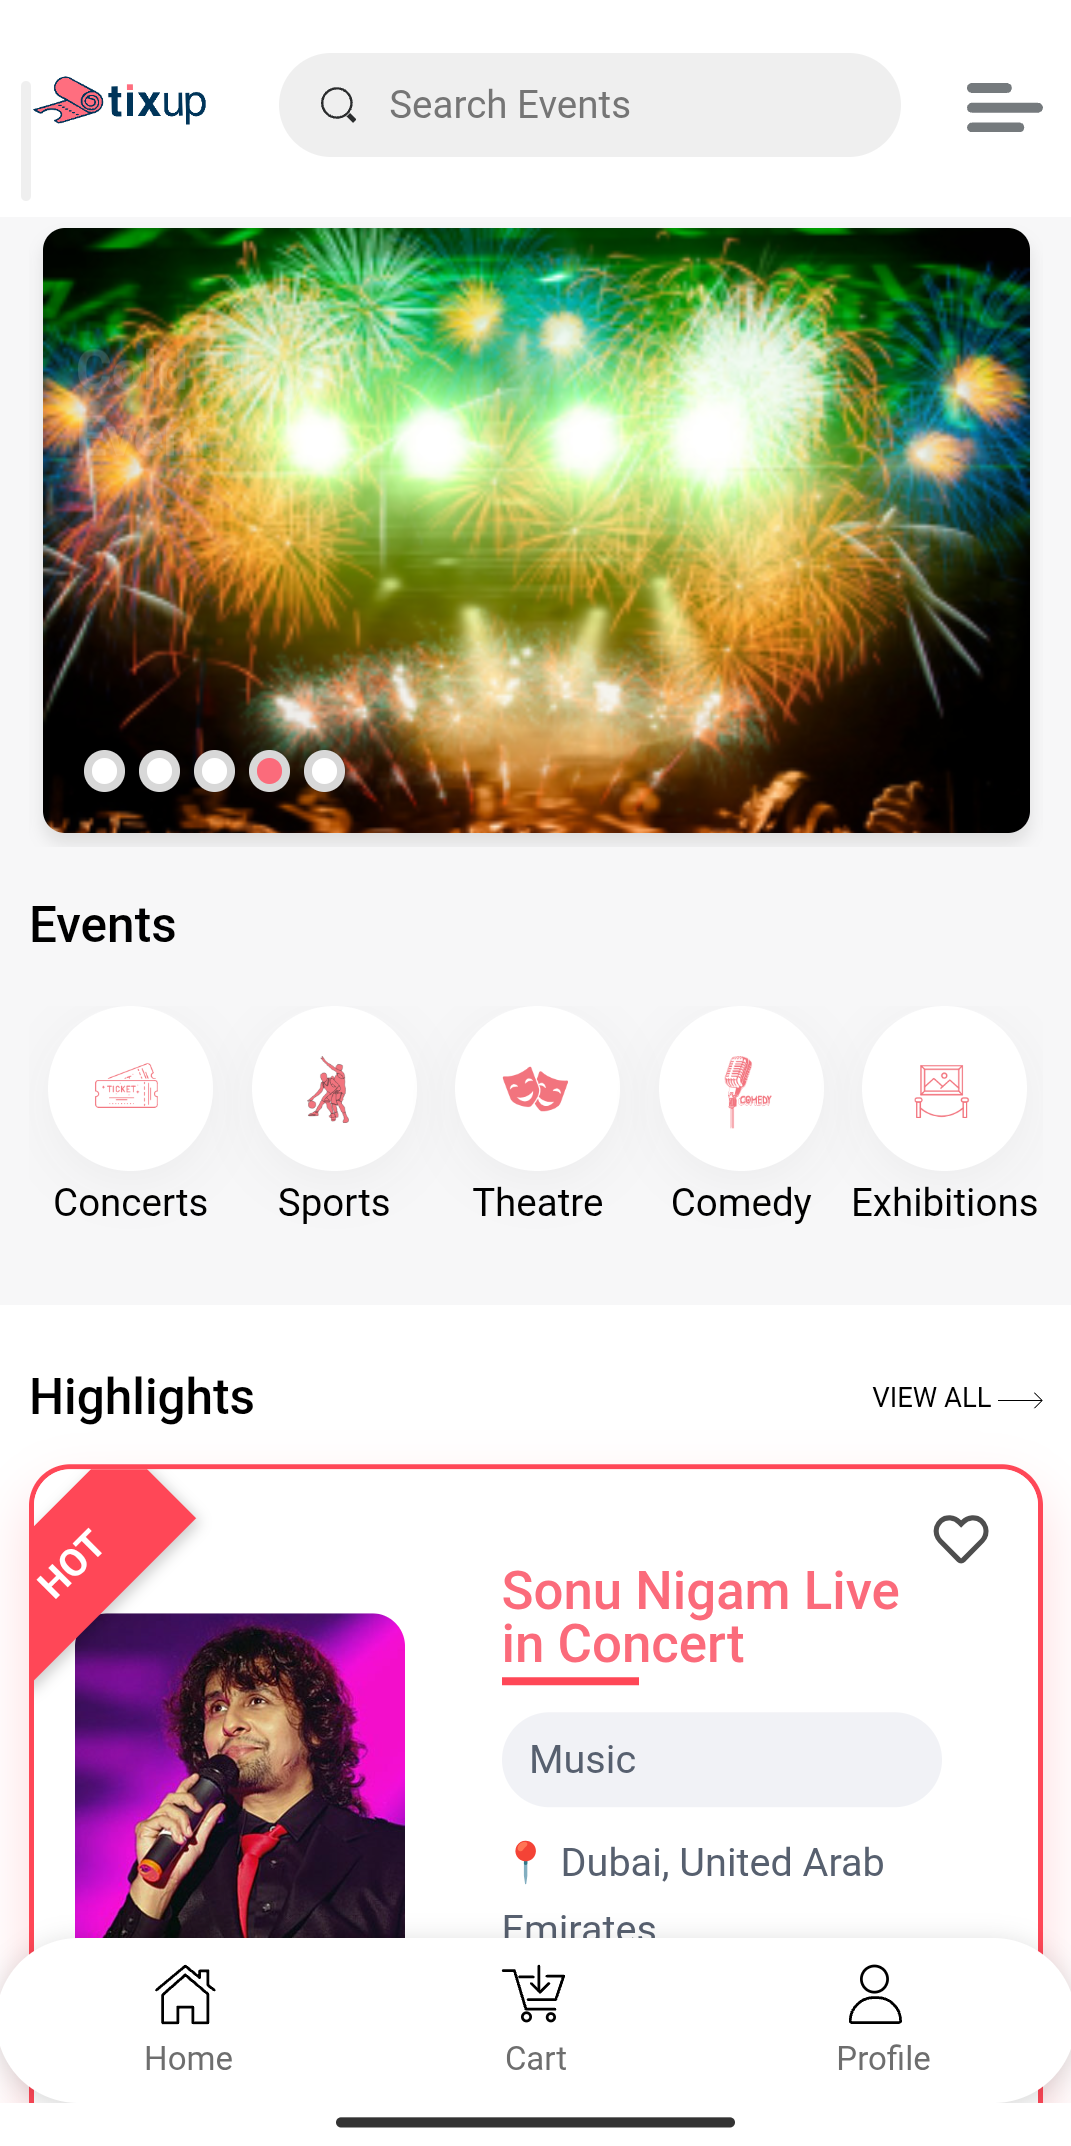 tixup
Search Events
Events
TICKET
COMEDY
Concerts
Sports
Theatre
Comedy
Exhibitions
Highlights
VIEW ALL
HOT
Sonu Nigam Live
in Concert
Music
Dubai, United Arab
Emirates
Home
Cart
Profile